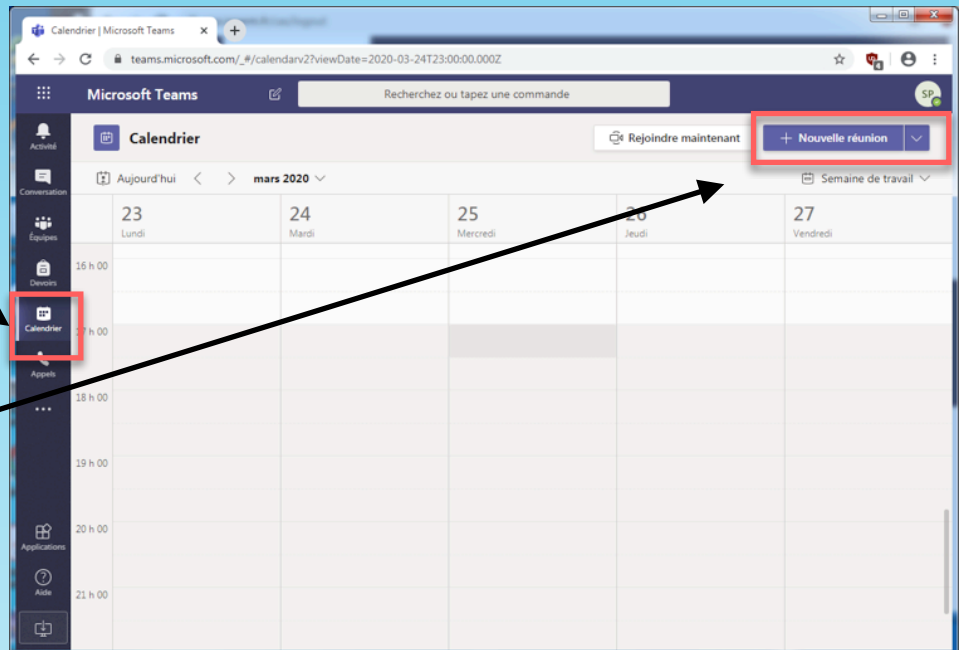 Calendrier | Microsoft Teams
teams.microsoft.com/_#/calendarv2?viewDate=2020-03-24T23:00:00.000Z
4
Microsoft Teams
Recherchez ou tapez une commande
SP
Activité
Calendrier
Rejoindre maintenant
+ Nouvelle réunion
Conversation
Aujourd'hui < > mars 2020
Semaine de travail
23 24 25 26 27
Lundi Mardi Mercredi Jeudi Vendredi
Équipes
16 h 00
Devoirs
Calendrier
17 h 00
Appels
18 h 00
19 h 00
20 h 00
Applications
Aide
21 h 00